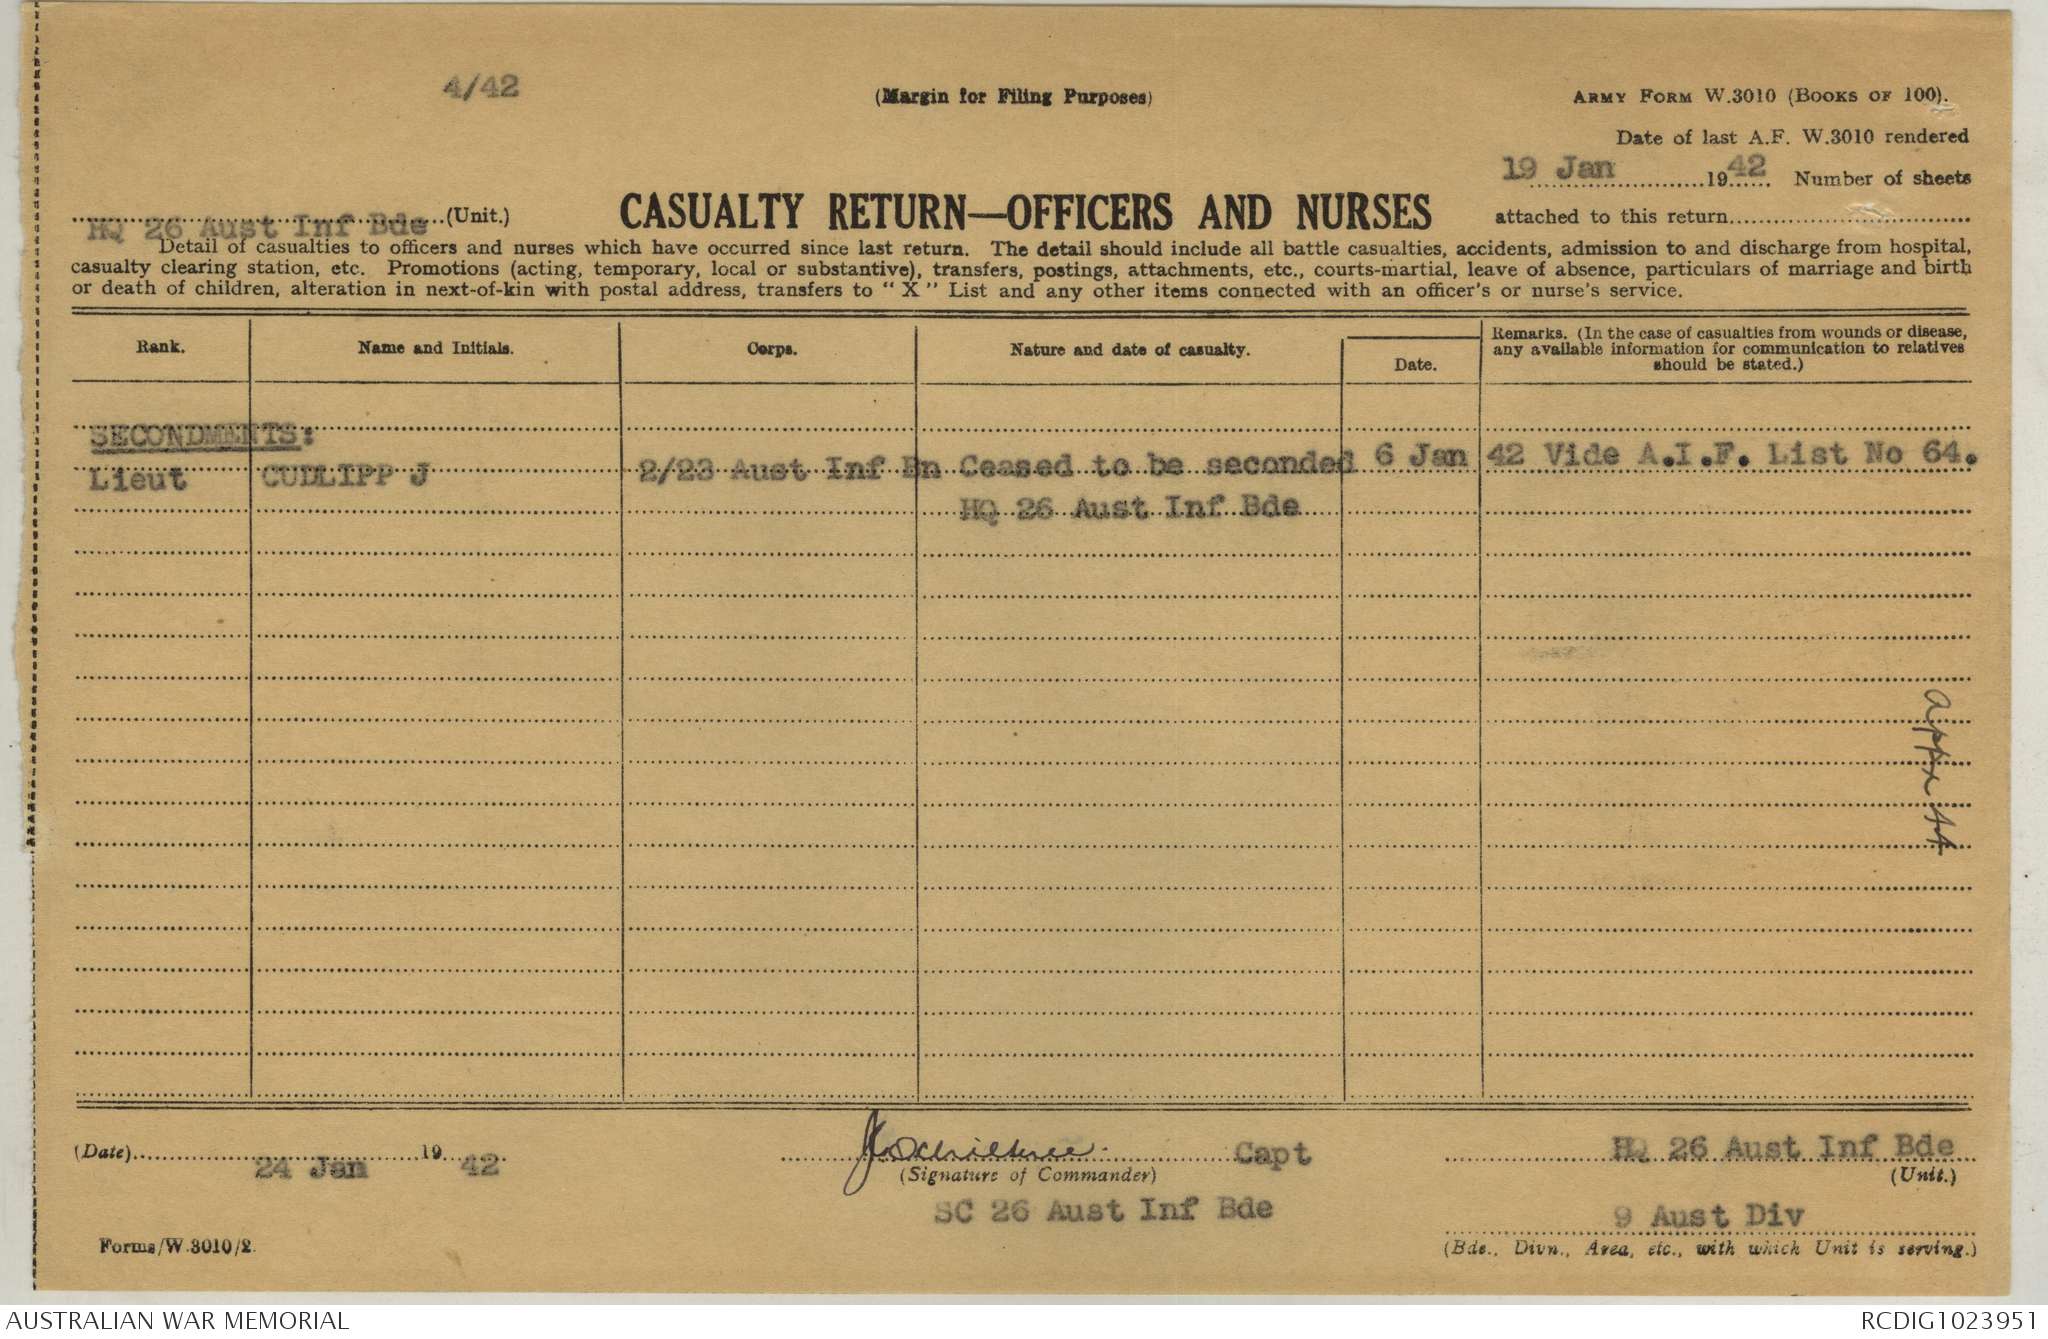 4/42
(Margin for Filing Purposes)
ARMY FORM W.3010 (BOOKS OF 100).
Date of last A.F. W.3010 rendered
19 Jan 1942 Number of sheets
attached to this return
HQ 26 Aust Inf Bde (Unit.)
CASUALTY RETURN—OFFICERS AND NURSES
Detail of casualties to officers and nurses which have occurred since last return. The detail should include all battle casualties, accidents, admission to and discharge from hospital,
casualty clearing station, etc. Promotions (acting, temporary, local or substantive), transfers, postings, attachments, etc., courts-martial, leave of absence, particulars of marriage and birth
or death of children, alteration in next-of-kin with postal address, transfers to " X " List and any other items connected with an officer's or nurse's service.
Rank. Name and Initials. Corps. Nature and date of casualty. Date. Remarks. (In the case of casualties from wounds or disease,
any available information for communication to relatives
should be stated.)
SECONDMENTS:
Lieut CUDLIPP J 2/23 Aust Inf Bn Ceased to be seconded 6 Jan 42 Vide A.I.F. List No 64.
HQ 26 Aust Inf Bde
appx A4
(Date) 24 Jan 1942
Capt
(Signature of Commander)
SC 26 Aust Inf Bde
HQ 26 Aust Inf Bde
(Unit.)
9 Aust Div
(Bde., Divn., Area, etc., with which Unit is serving.)
Forms/W.3010/2.
AUSTRALIAN WAR MEMORIAL
RCDIG1023951